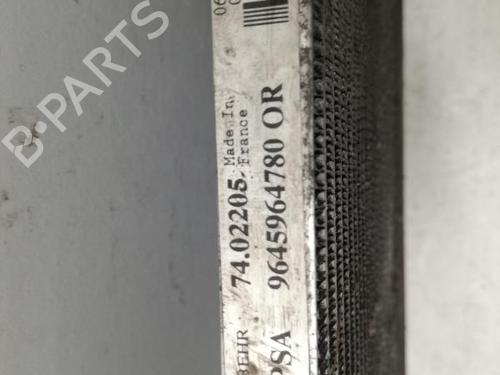 BEHR 74.02205. Made In
France
PSA 9645964780 OR
B-PARTS